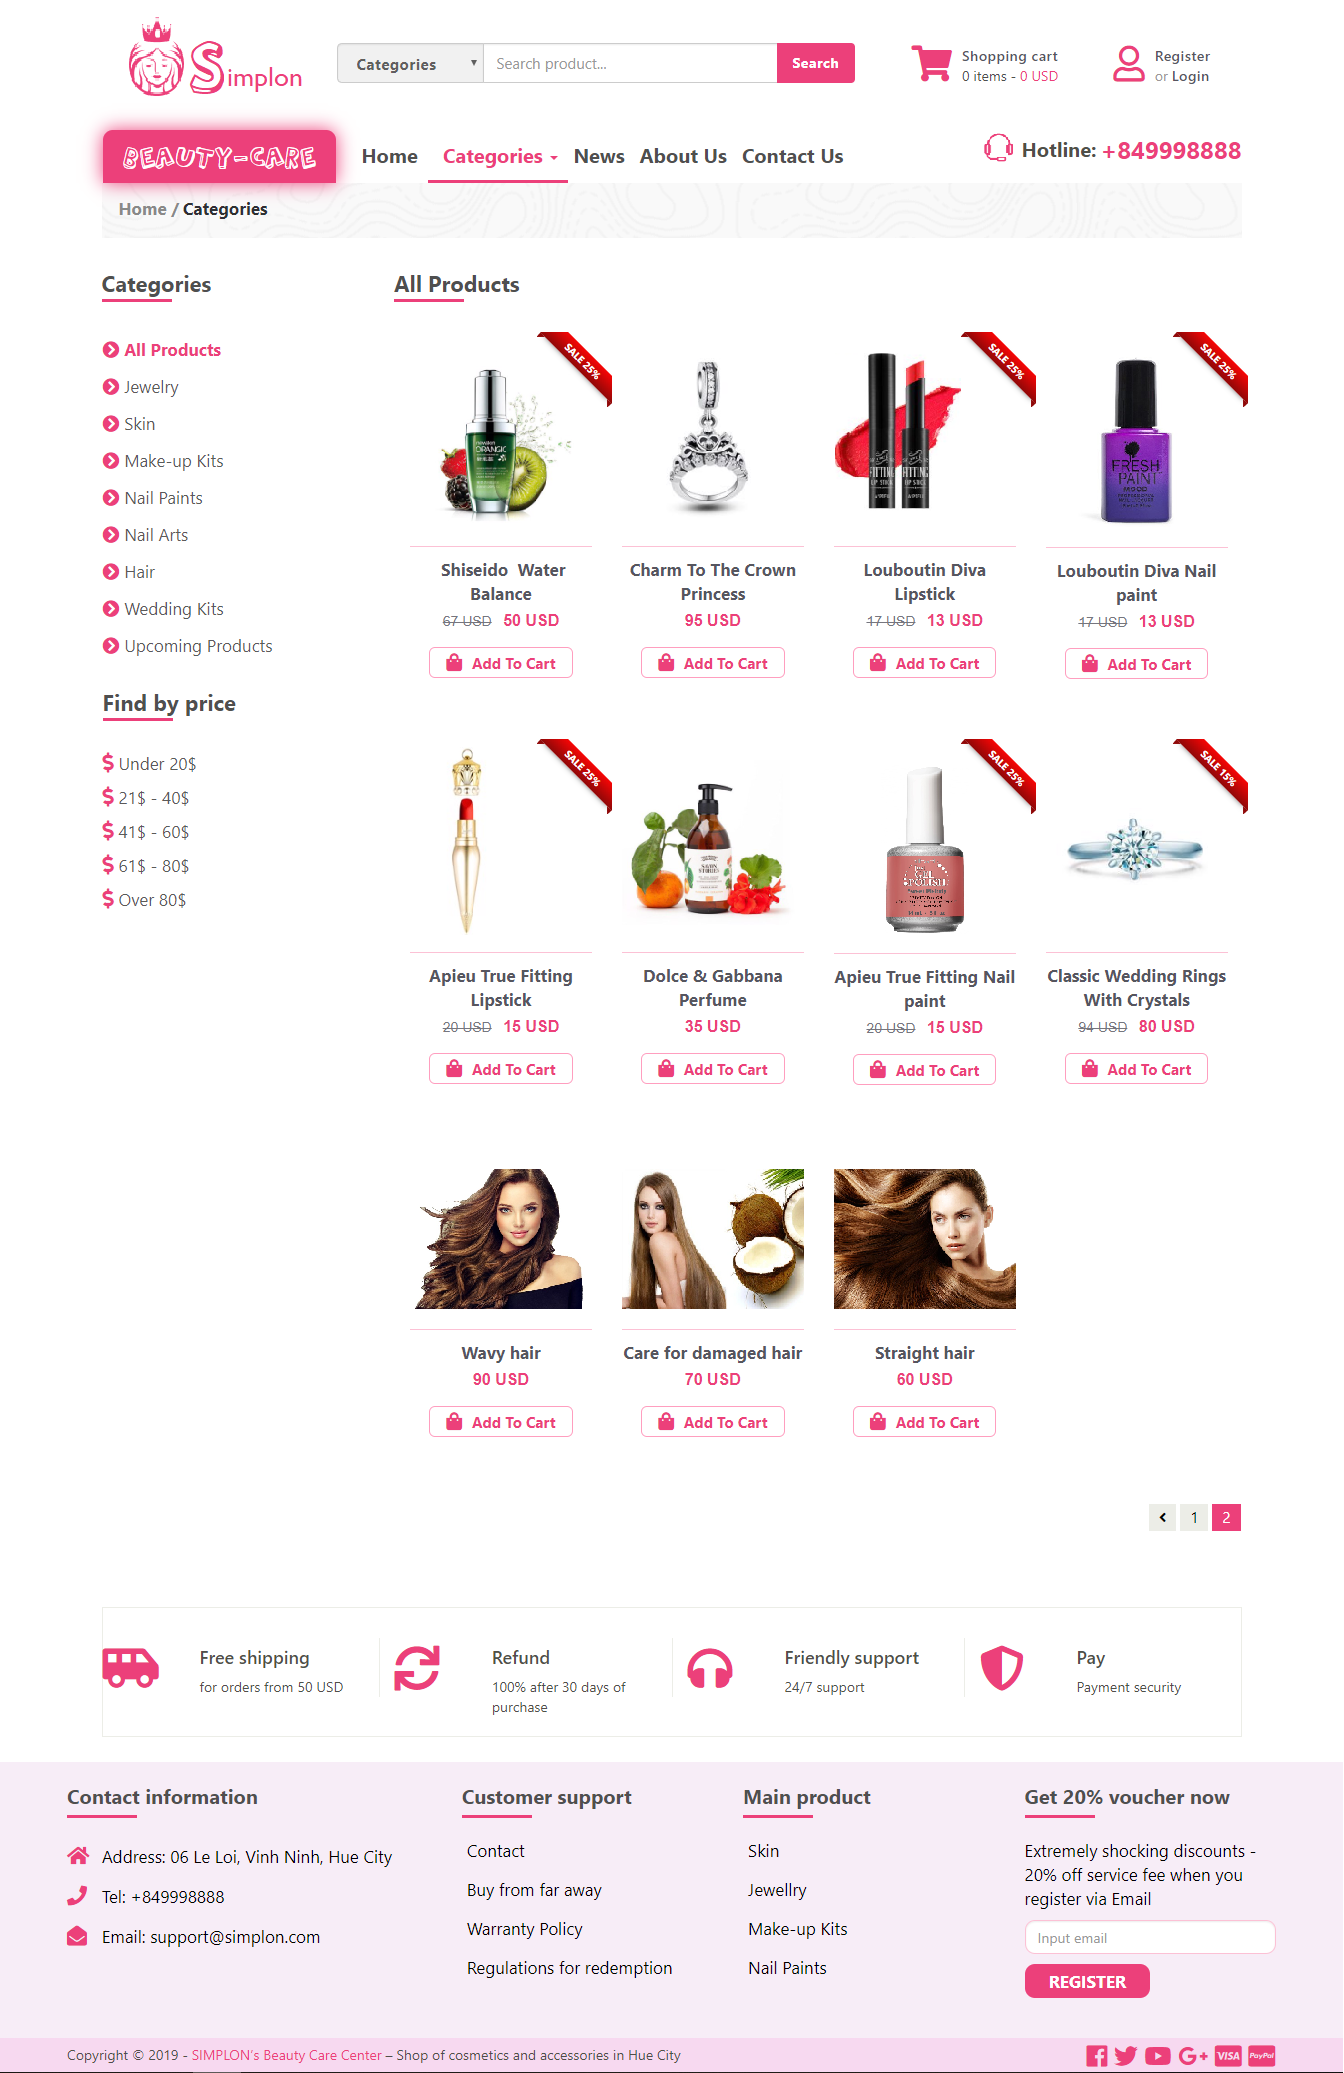 Simplon
Categories
Search product...
Search
Shopping cart
0 items - 0 USD
Register
or Login
BEAUTY-CARE
Home
Categories
News
About Us
Contact Us
Hotline: +849998888
Home / Categories
Categories
All Products
Jewelry
Skin
Make-up Kits
Nail Paints
Nail Arts
Hair
Wedding Kits
Upcoming Products
Find by price
Under 20$
21$ - 40$
41$ - 60$
61$ - 80$
Over 80$
All Products
SALE 25%
ORANGIC
SALE 25%
FITTING
LIP STICK
FITTING
LIP STICK
SALE 25%
FRESH
PAINT
MOOD
Shiseido  Water
Balance
67 USD 50 USD
Add To Cart
Charm To The Crown
Princess
95 USD
Add To Cart
Louboutin Diva
Lipstick
17 USD 13 USD
Add To Cart
Louboutin Diva Nail
paint
17 USD 13 USD
Add To Cart
SALE 25%
SAVON
STORIES
SALE 25%
GEL
POLISH
SALE 15%
Apieu True Fitting
Lipstick
20 USD 15 USD
Add To Cart
Dolce & Gabbana
Perfume
35 USD
Add To Cart
Apieu True Fitting Nail
paint
20 USD 15 USD
Add To Cart
Classic Wedding Rings
With Crystals
94 USD 80 USD
Add To Cart
Wavy hair
90 USD
Add To Cart
Care for damaged hair
70 USD
Add To Cart
Straight hair
60 USD
Add To Cart
1
2
Free shipping
for orders from 50 USD
Refund
100% after 30 days of
purchase
Friendly support
24/7 support
Pay
Payment security
Contact information
Address: 06 Le Loi, Vinh Ninh, Hue City
Tel: +849998888
Email: support@simplon.com
Customer support
Contact
Buy from far away
Warranty Policy
Regulations for redemption
Main product
Skin
Jewellry
Make-up Kits
Nail Paints
Get 20% voucher now
Extremely shocking discounts -
20% off service fee when you
register via Email
Input email
REGISTER
Copyright © 2019 - SIMPLON's Beauty Care Center – Shop of cosmetics and accessories in Hue City
VISA
PayPal